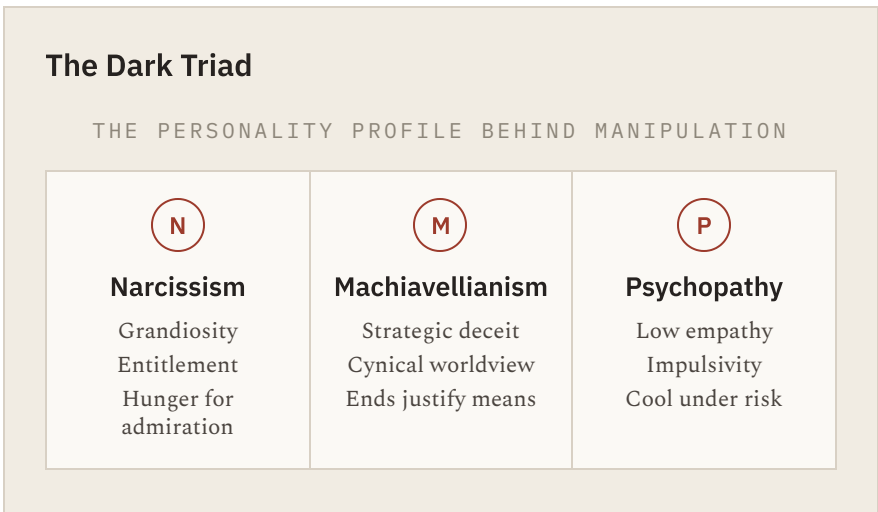 The Dark Triad
THE PERSONALITY PROFILE BEHIND MANIPULATION
N
Narcissism
Grandiosity
Entitlement
Hunger for
admiration
M
Machiavellianism
Strategic deceit
Cynical worldview
Ends justify means
P
Psychopathy
Low empathy
Impulsivity
Cool under risk